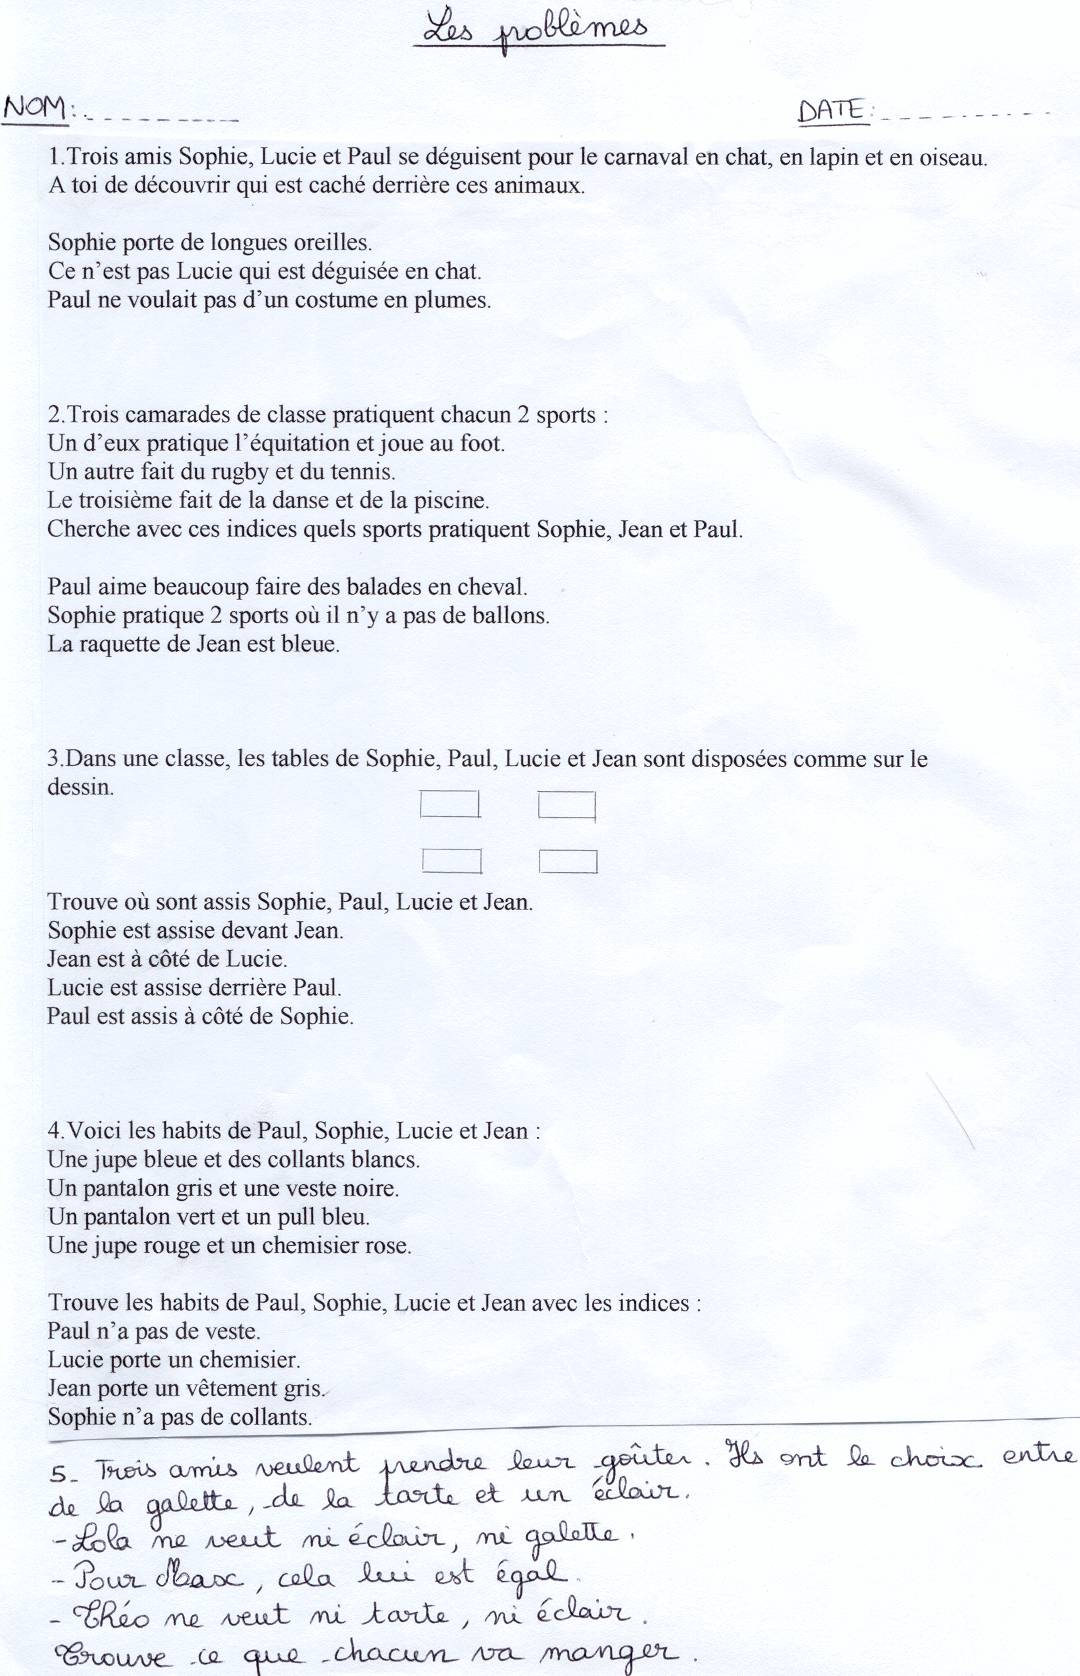 Les problèmes
NOM:.__________ DATE:__________
1.Trois amis Sophie, Lucie et Paul se déguisent pour le carnaval en chat, en lapin et en oiseau.
A toi de découvrir qui est caché derrière ces animaux.
Sophie porte de longues oreilles.
Ce n'est pas Lucie qui est déguisée en chat.
Paul ne voulait pas d'un costume en plumes.
2.Trois camarades de classe pratiquent chacun 2 sports :
Un d'eux pratique l'équitation et joue au foot.
Un autre fait du rugby et du tennis.
Le troisième fait de la danse et de la piscine.
Cherche avec ces indices quels sports pratiquent Sophie, Jean et Paul.
Paul aime beaucoup faire des balades en cheval.
Sophie pratique 2 sports où il n'y a pas de ballons.
La raquette de Jean est bleue.
3.Dans une classe, les tables de Sophie, Paul, Lucie et Jean sont disposées comme sur le
dessin.
Trouve où sont assis Sophie, Paul, Lucie et Jean.
Sophie est assise devant Jean.
Jean est à côté de Lucie.
Lucie est assise derrière Paul.
Paul est assis à côté de Sophie.
4.Voici les habits de Paul, Sophie, Lucie et Jean :
Une jupe bleue et des collants blancs.
Un pantalon gris et une veste noire.
Un pantalon vert et un pull bleu.
Une jupe rouge et un chemisier rose.
Trouve les habits de Paul, Sophie, Lucie et Jean avec les indices :
Paul n'a pas de veste.
Lucie porte un chemisier.
Jean porte un vêtement gris.
Sophie n'a pas de collants.
5- Trois amis veulent prendre leur goûter. Ils ont le choix entre
de la galette, de la tarte et un éclair.
- Lola ne veut ni éclair, ni galette.
- Pour Max, cela lui est égal.
- Théo ne veut ni tarte, ni éclair.
Trouve ce que chacun va manger.